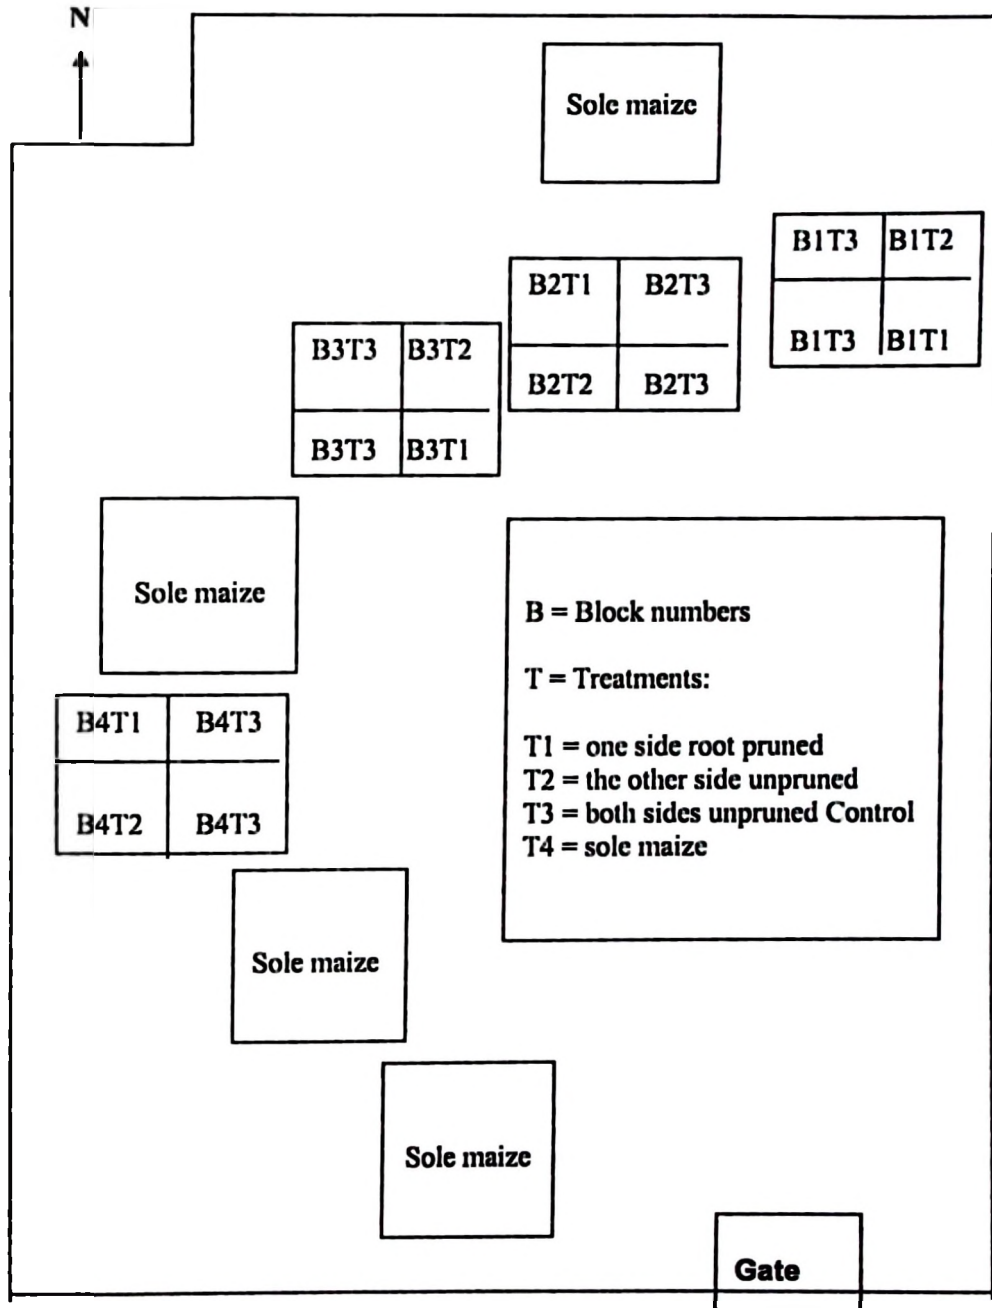 N
Sole maize
B1T3 B1T2
B1T3 B1T1
B2T1 B2T3
B2T2 B2T3
B3T3 B3T2
B3T3 B3T1
Sole maize
B = Block numbers
T = Treatments:
T1 = one side root pruned
T2 = the other side unpruned
T3 = both sides unpruned Control
T4 = sole maize
B4T1 B4T3
B4T2 B4T3
Sole maize
Sole maize
Gate